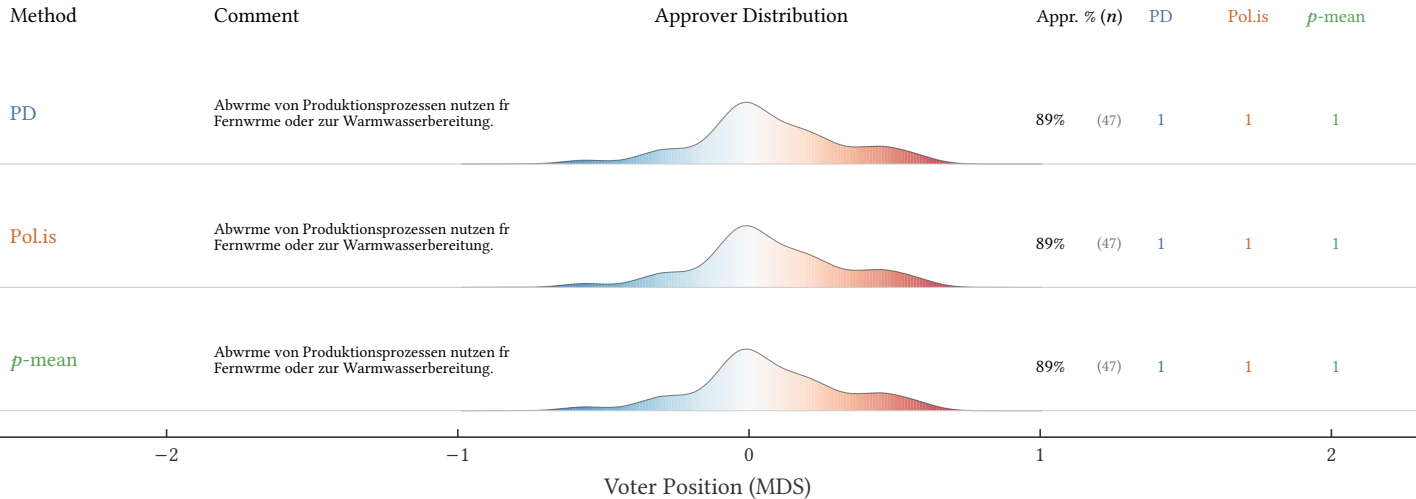 Method Comment Approver Distribution Appr. % (n) PD Pol.is p-mean
PD
Abwrme von Produktionsprozessen nutzen fr
Fernwrme oder zur Warmwasserbereitung.
89% (47) 1 1 1
Pol.is
Abwrme von Produktionsprozessen nutzen fr
Fernwrme oder zur Warmwasserbereitung.
89% (47) 1 1 1
p-mean
Abwrme von Produktionsprozessen nutzen fr
Fernwrme oder zur Warmwasserbereitung.
89% (47) 1 1 1
−2 −1 0 1 2
Voter Position (MDS)